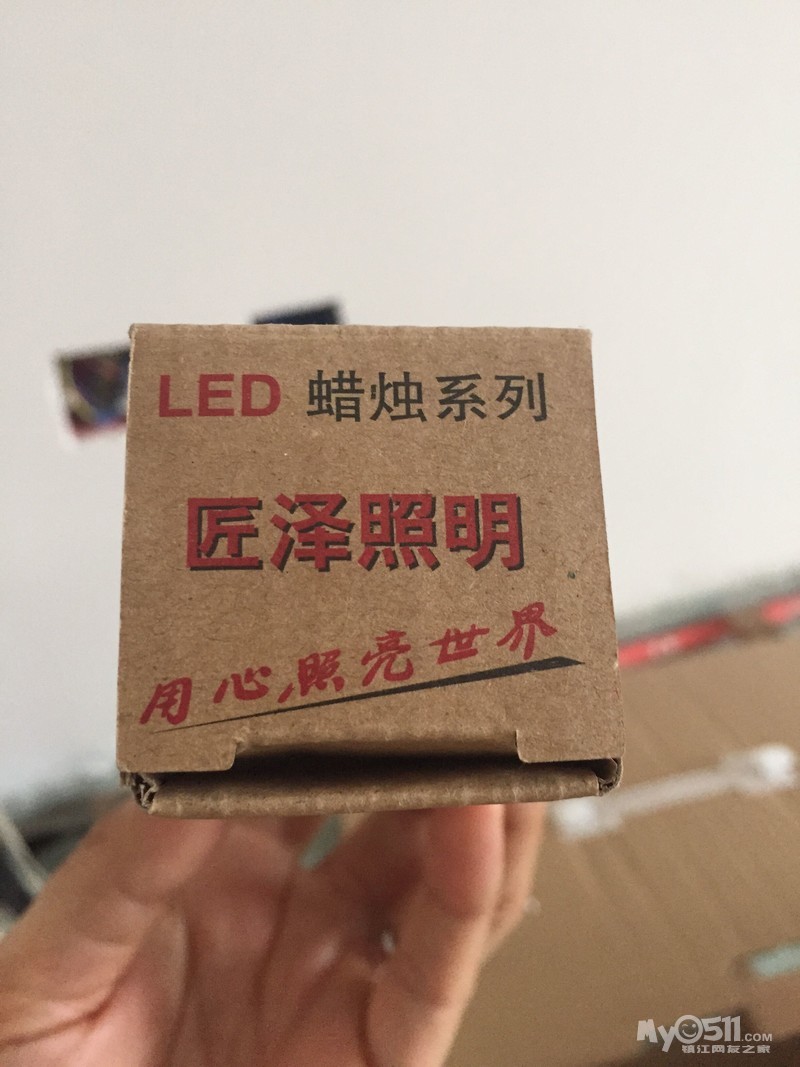 LED 蜡烛系列
匠泽照明
用心照亮世界
My0511.COM
镇江网友之家